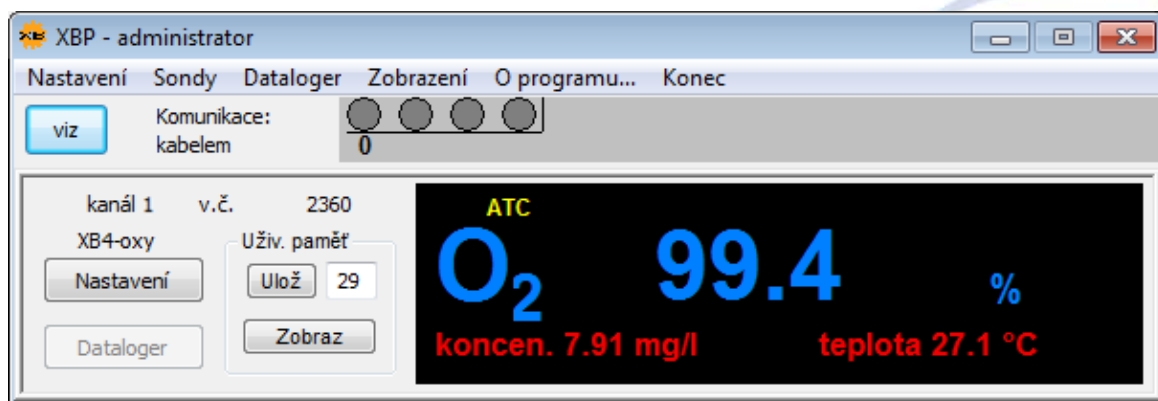 XBP - administrator
Nastavení Sondy Dataloger Zobrazení O programu... Konec
viz
Komunikace:
kabelem
0
kanál 1 v.č. 2360
XB4-oxy
Nastavení
Dataloger
Uživ. paměť
Ulož 29
Zobraz
ATC
O₂ 99.4 %
koncen. 7.91 mg/l teplota 27.1 °C